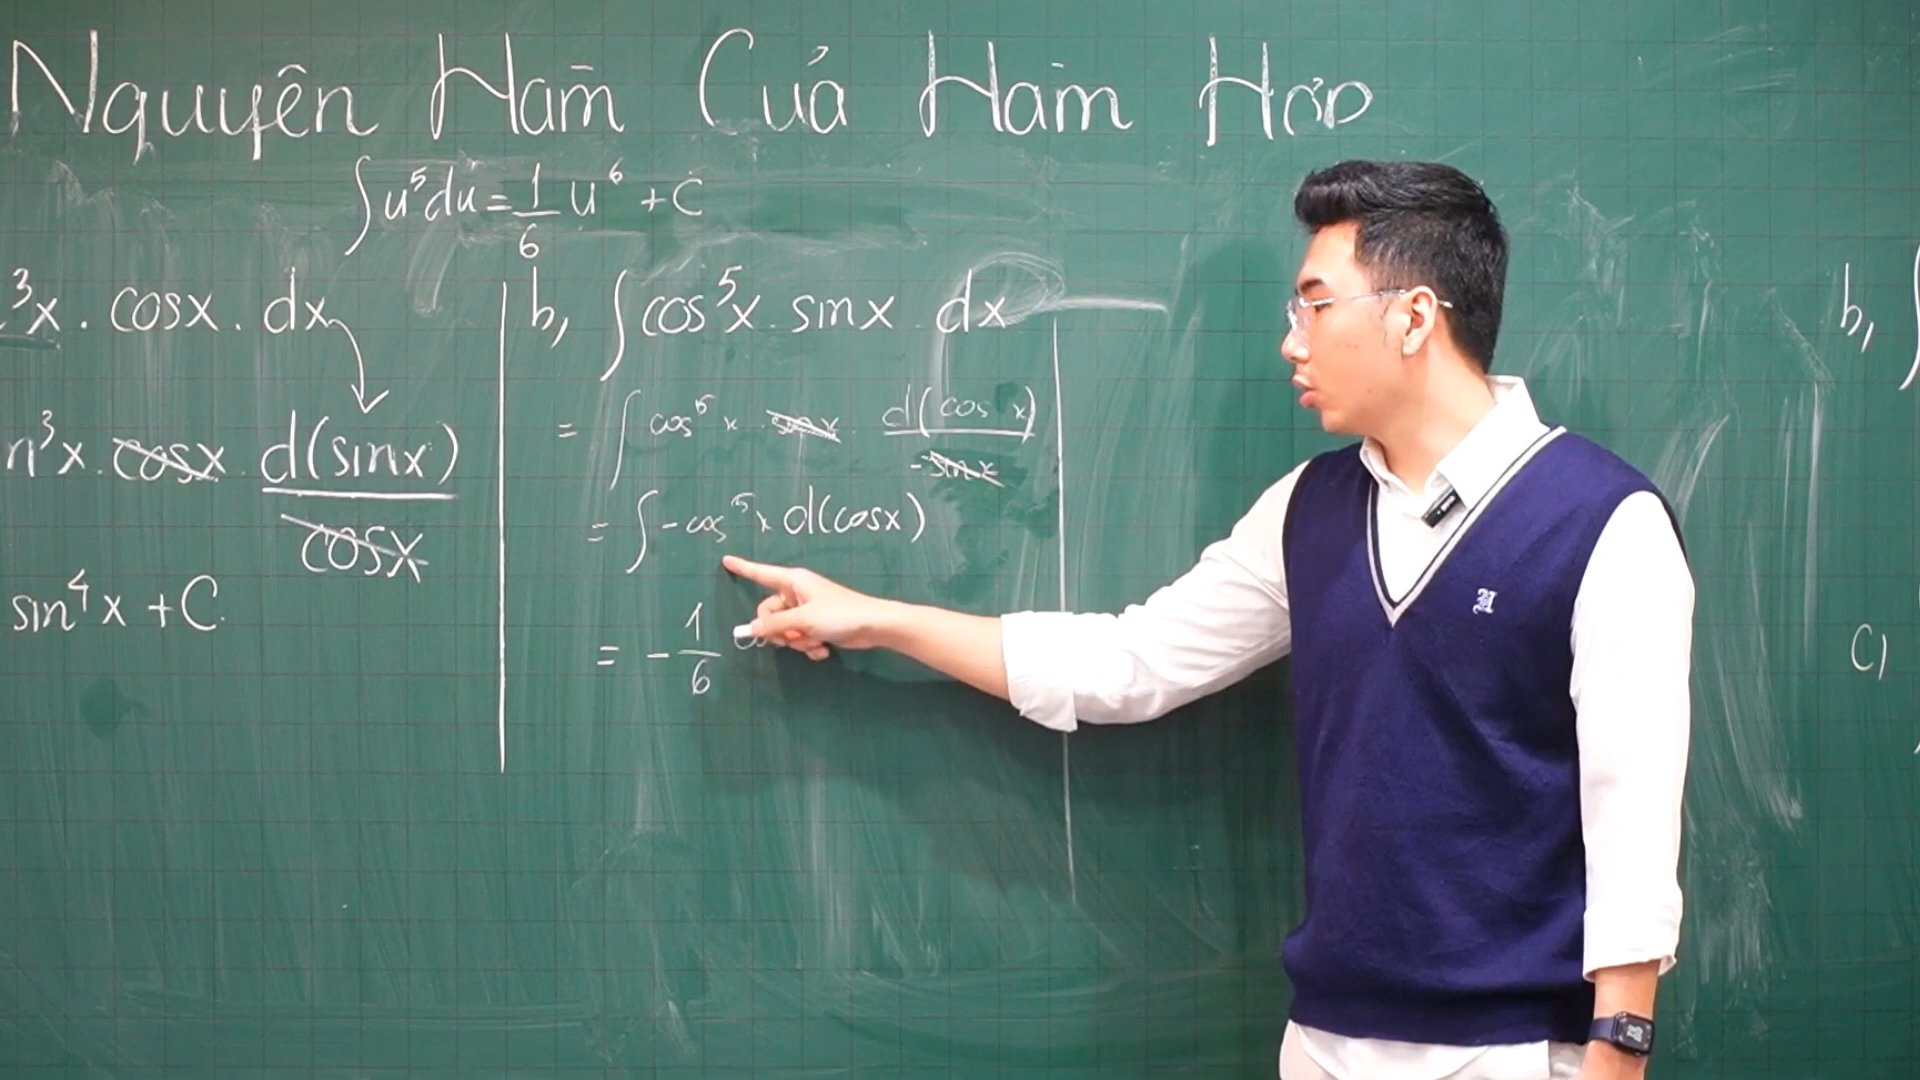 Nguyên Hàm Của Hàm Hợp
∫u⁵du = 1/6 u⁶ + C
³x . cosx . dx
n³x . cosx . d(sinx)/cosx
sin⁴x + C
b, ∫cos⁵x . sinx . dx
= ∫cos⁵x . sinx . d(cosx)/-sinx
= ∫-cos⁵x d(cosx)
= -1/6
b,
c,